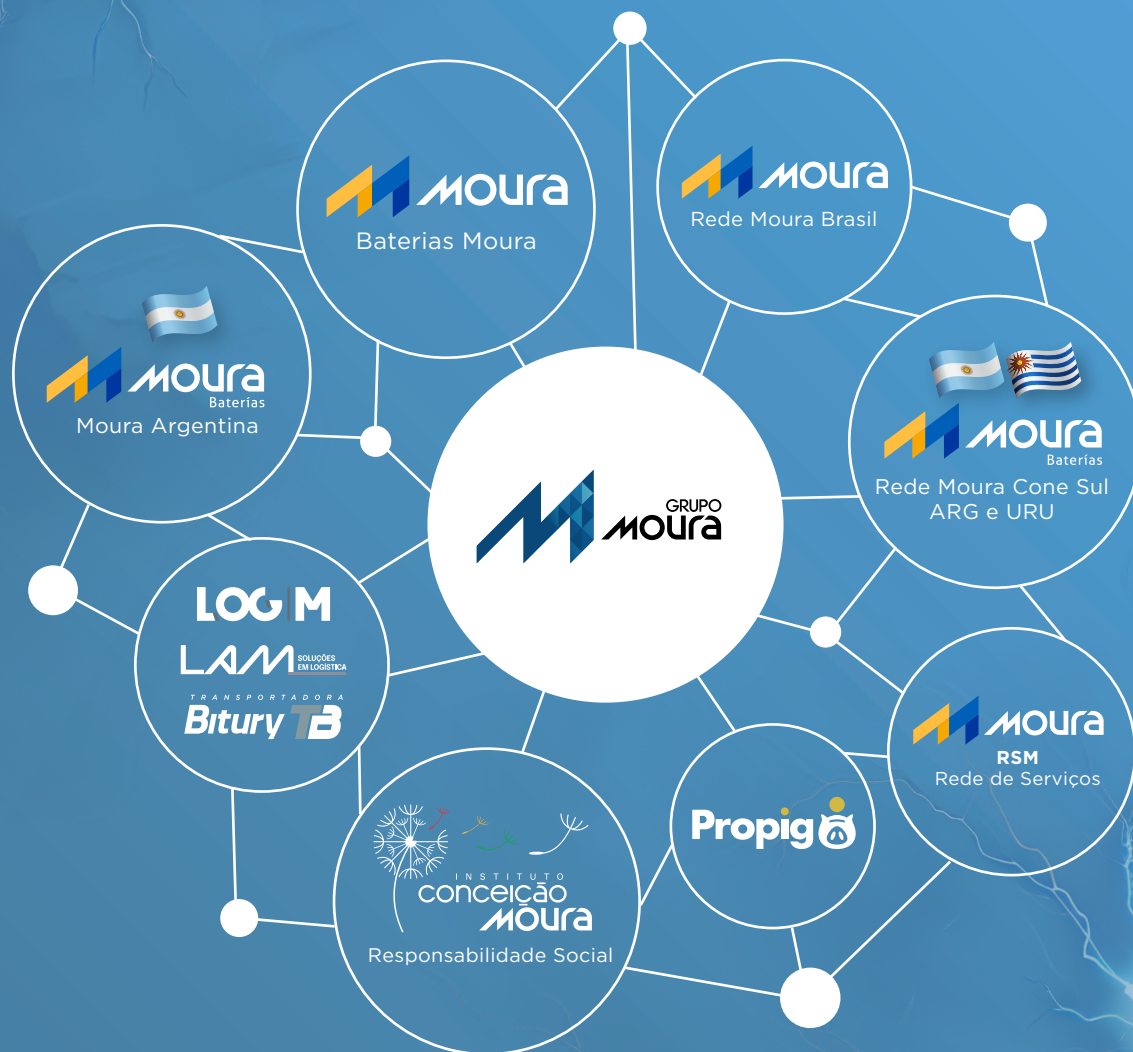 moura
Baterias Moura
moura
Rede Moura Brasil
moura
Baterías
Moura Argentina
moura
Baterías
Rede Moura Cone Sul
ARG e URU
GRUPO
moura
LOG|M
LAM SOLUÇÕES
EM LOGÍSTICA
TRANSPORTADORA
Bitury TB
moura
RSM
Rede de Serviços
Propig
INSTITUTO
conceição
moura
Responsabilidade Social